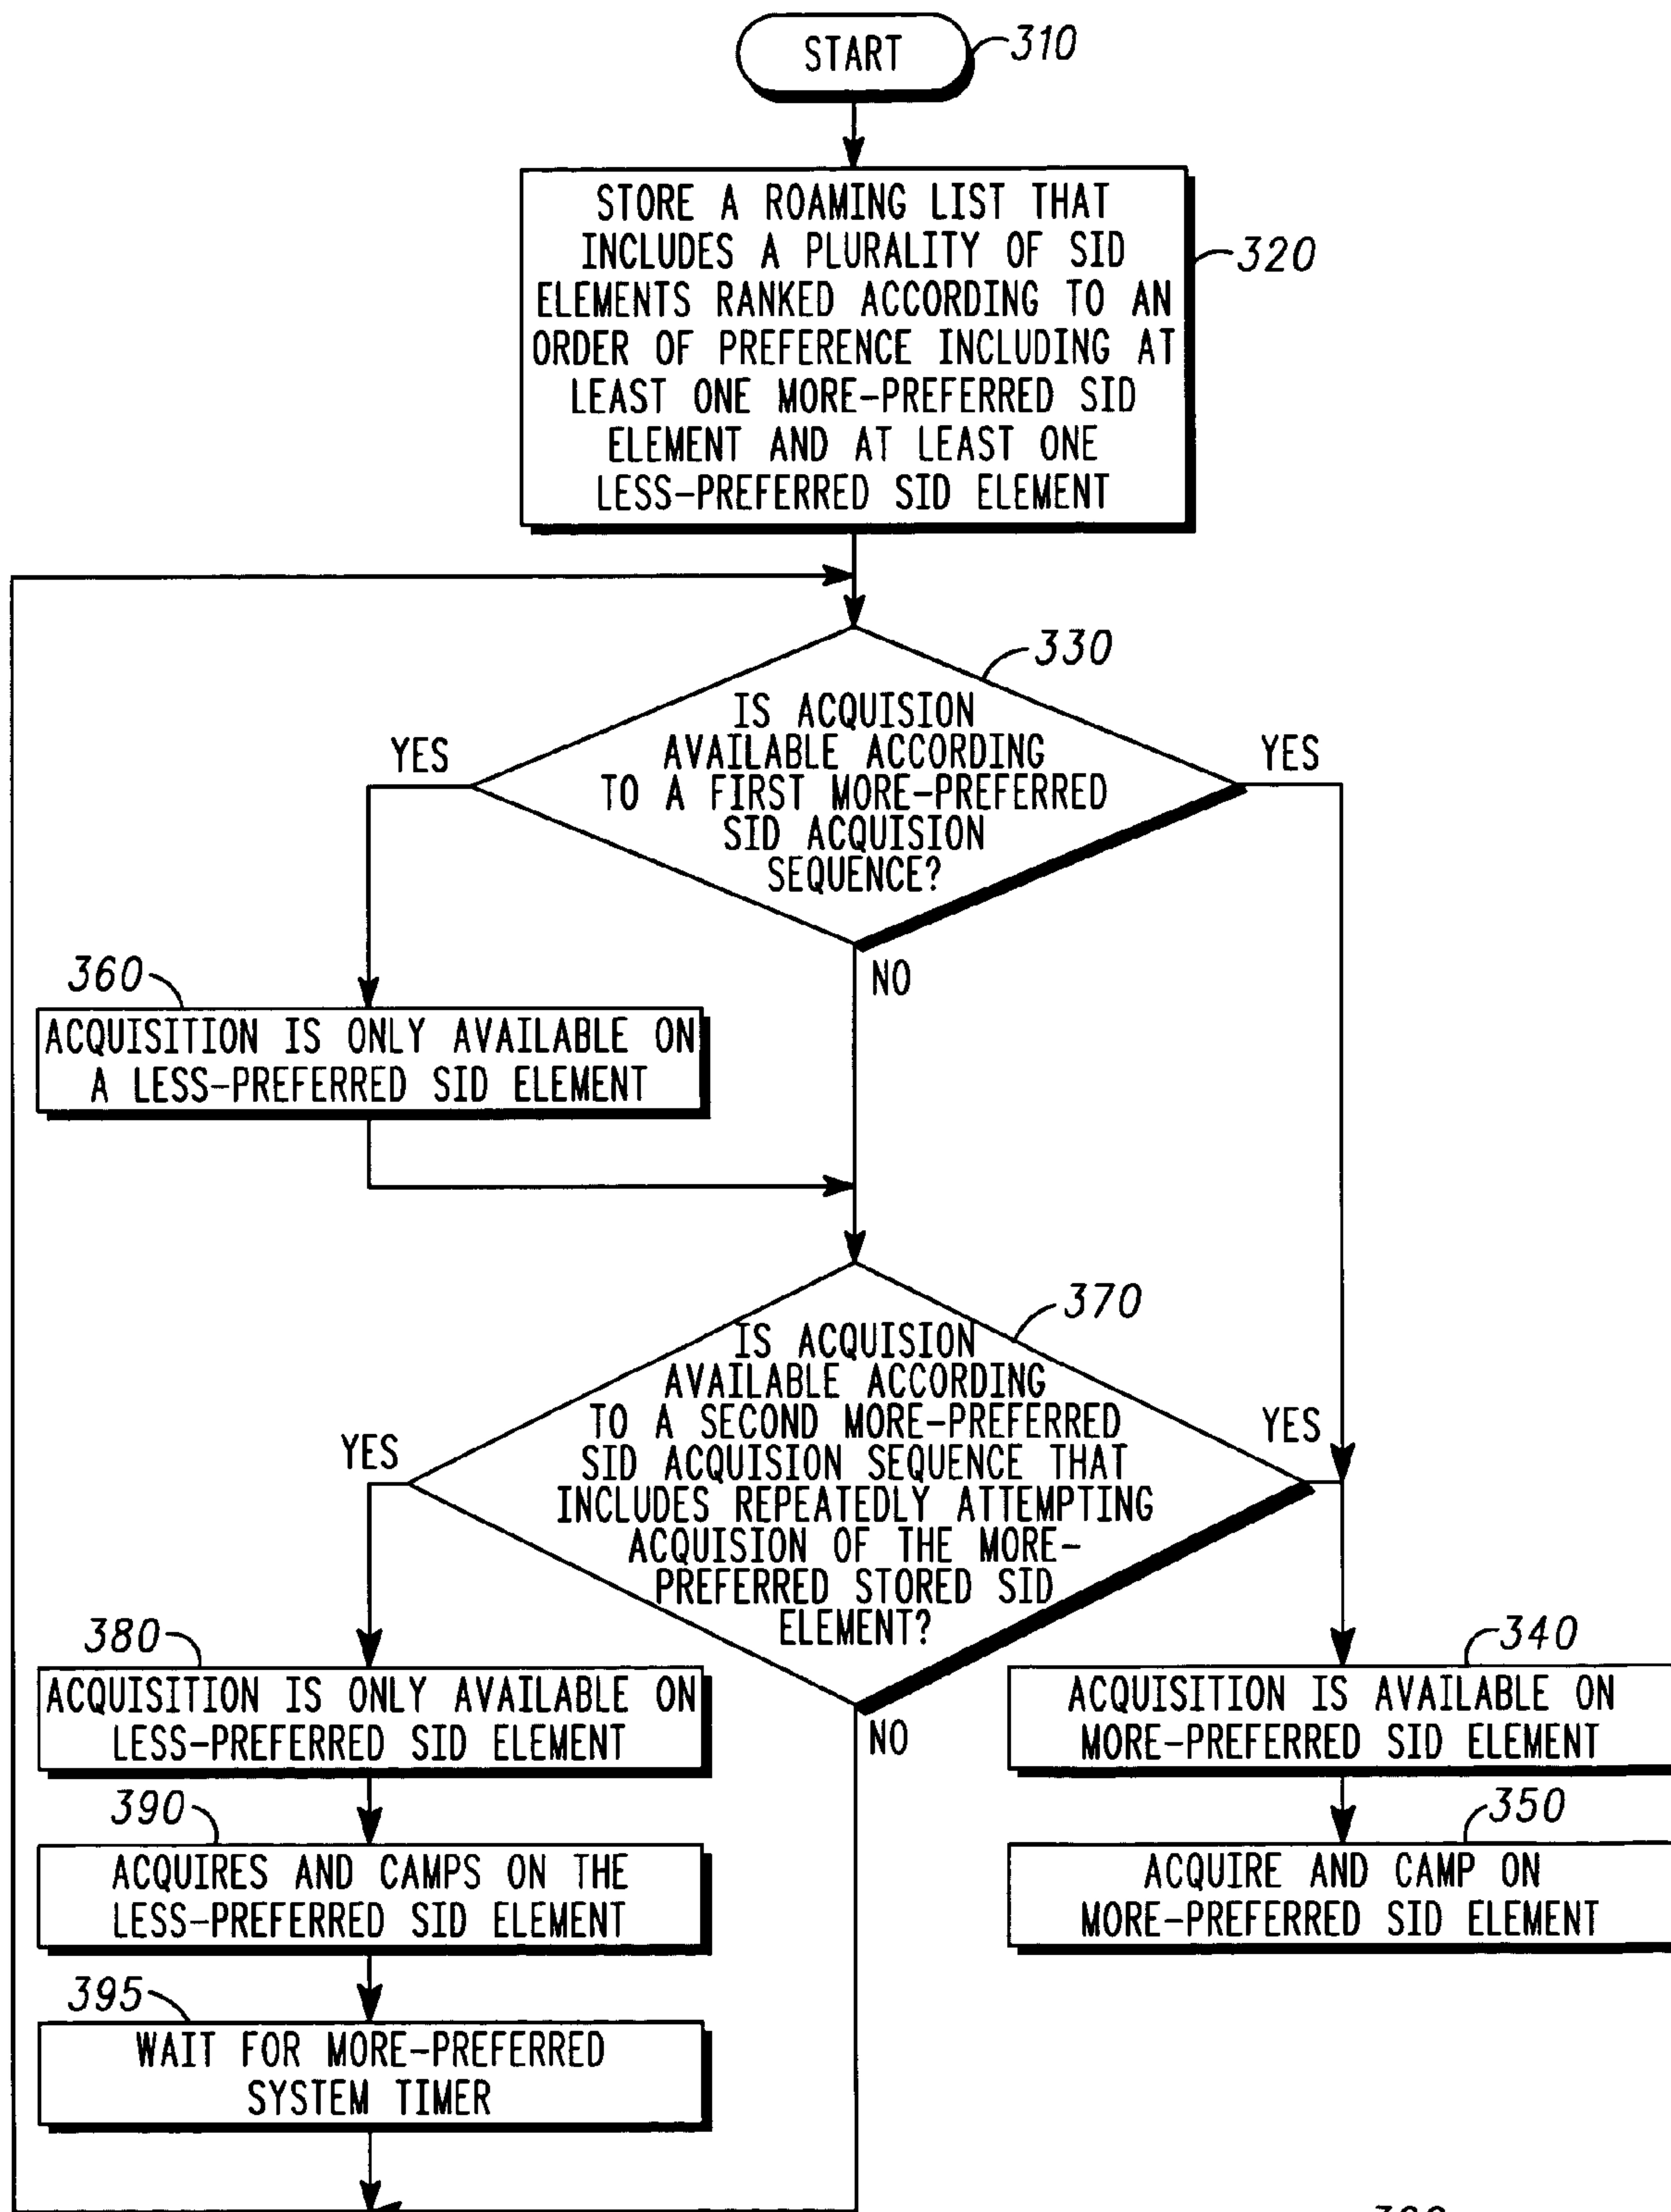 START
310
STORE A ROAMING LIST THAT
INCLUDES A PLURALITY OF SID
ELEMENTS RANKED ACCORDING TO AN
ORDER OF PREFERENCE INCLUDING AT
LEAST ONE MORE-PREFERRED SID
ELEMENT AND AT LEAST ONE
LESS-PREFERRED SID ELEMENT
320
330
IS ACQUISION
AVAILABLE ACCORDING
TO A FIRST MORE-PREFERRED
SID ACQUISION
SEQUENCE?
YES
YES
NO
360
ACQUISITION IS ONLY AVAILABLE ON
A LESS-PREFERRED SID ELEMENT
370
IS ACQUISION
AVAILABLE ACCORDING
TO A SECOND MORE-PREFERRED
SID ACQUISION SEQUENCE THAT
INCLUDES REPEATEDLY ATTEMPTING
ACQUISION OF THE MORE-
PREFERRED STORED SID
ELEMENT?
YES
YES
NO
380
ACQUISITION IS ONLY AVAILABLE ON
LESS-PREFERRED SID ELEMENT
340
ACQUISITION IS AVAILABLE ON
MORE-PREFERRED SID ELEMENT
390
ACQUIRES AND CAMPS ON THE
LESS-PREFERRED SID ELEMENT
350
ACQUIRE AND CAMP ON
MORE-PREFERRED SID ELEMENT
395
WAIT FOR MORE-PREFERRED
SYSTEM TIMER